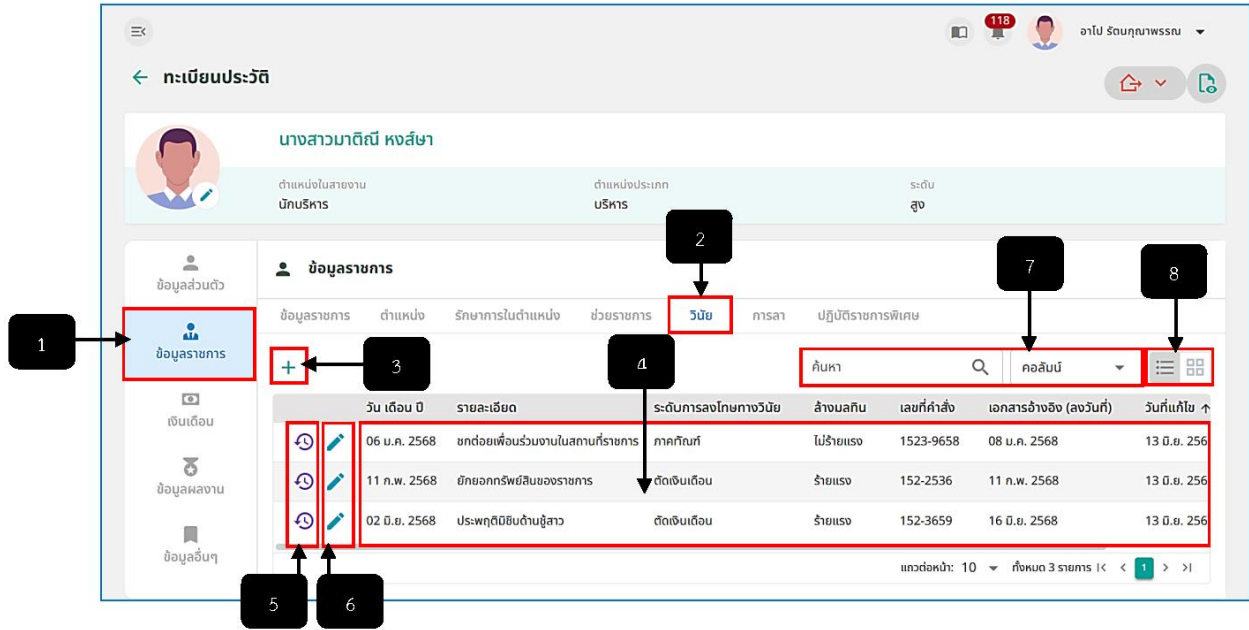 118
อาโป รัตนกุณาพรรณ
ทะเบียนประวัติ
นางสาวมาติณี หงส์ษา
ตำแหน่งในสายงาน ตำแหน่งประเภท ระดับ
นักบริหาร บริหาร สูง
2
7
8
ข้อมูลส่วนตัว
ข้อมูลราชการ
1
ข้อมูลราชการ
เงินเดือน
ข้อมูลผลงาน
ข้อมูลอื่นๆ
ข้อมูลราชการ ตำแหน่ง รักษาการในตำแหน่ง ช่วยราชการ วินัย การลา ปฏิบัติราชการพิเศษ
3
4
ค้นหา คอลัมน์
วัน เดือน ปี รายละเอียด ระดับการลงโทษทางวินัย ล้างมลทิน เลขที่คำสั่ง เอกสารอ้างอิง (ลงวันที่) วันที่แก้ไข
06 ม.ค. 2568 ชกต่อยเพื่อนร่วมงานในสถานที่ราชการ ภาคทัณฑ์ ไม่ร้ายแรง 1523-9658 08 ม.ค. 2568 13 มิ.ย. 256
11 ก.พ. 2568 ยักยอกทรัพย์สินของราชการ ตัดเงินเดือน ร้ายแรง 152-2536 11 ก.พ. 2568 13 มิ.ย. 256
02 มิ.ย. 2568 ประพฤติมิชิบด้านชู้สาว ตัดเงินเดือน ร้ายแรง 152-3659 16 มิ.ย. 2568 13 มิ.ย. 256
แถวต่อหน้า: 10 ทั้งหมด 3 รายการ 1
5
6